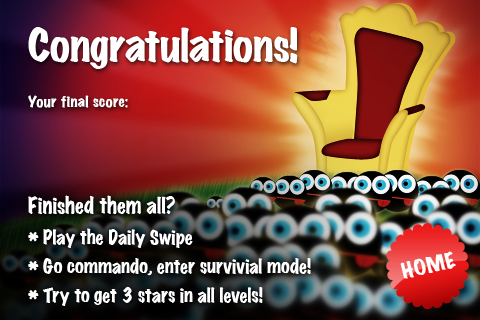 Congratulations!
Your final score:
Finished them all?
* Play the Daily Swipe
* Go commando, enter survivial mode!
* Try to get 3 stars in all levels!
HOME